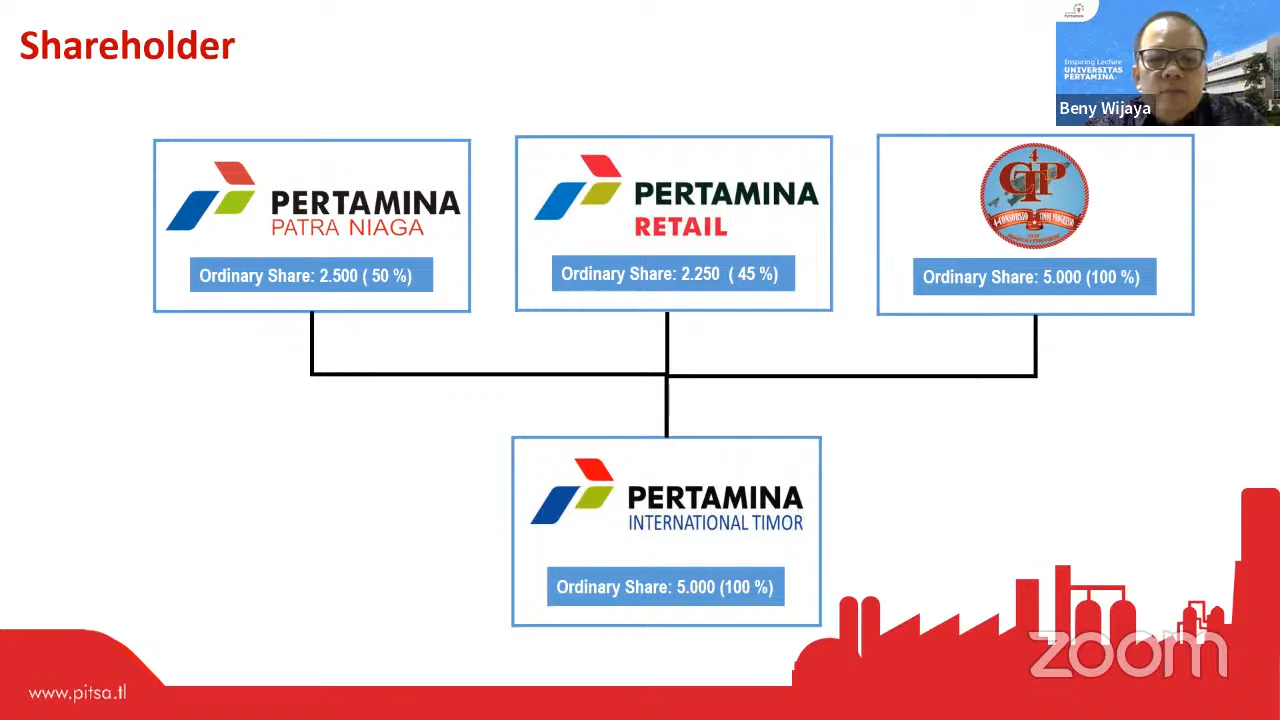 Shareholder
Inspiring Lecture
UNIVERSITAS
PERTAMINA
Beny Wijaya
PERTAMINA
PATRA NIAGA
Ordinary Share: 2.500 ( 50 %)
PERTAMINA
RETAIL
Ordinary Share: 2.250 ( 45 %)
4
GTP
Ordinary Share: 5.000 (100 %)
PERTAMINA
INTERNATIONAL TIMOR
Ordinary Share: 5.000 (100 %)
zoom
www.pitsa.tl